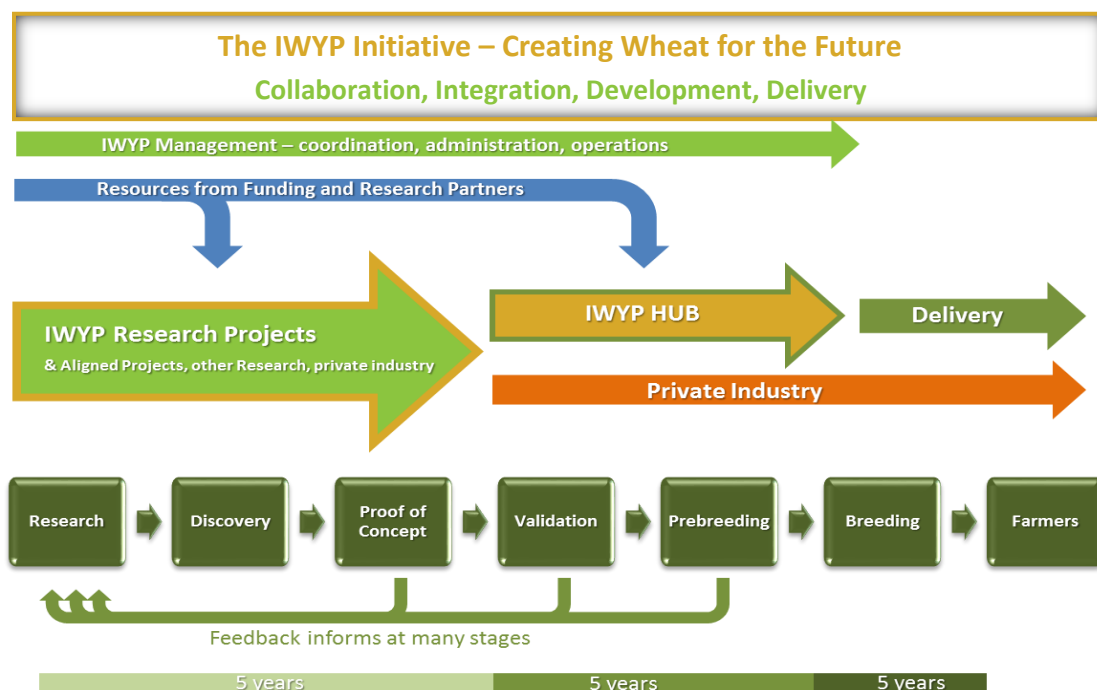 The IWYP Initiative – Creating Wheat for the Future
Collaboration, Integration, Development, Delivery
IWYP Management – coordination, administration, operations
Resources from Funding and Research Partners
IWYP Research Projects
& Aligned Projects, other Research, private industry
IWYP HUB
Delivery
Private Industry
Research
Discovery
Proof of
Concept
Validation
Prebreeding
Breeding
Farmers
Feedback informs at many stages
5 years
5 years
5 years